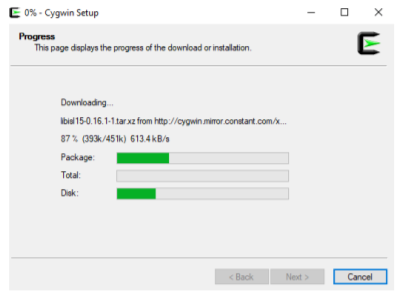 0% - Cygwin Setup
Progress
This page displays the progress of the download or installation.
Downloading...
libisl15-0.16.1-1.tar.xz from http://cygwin.mirror.constant.com/x...
87 % (393k/451k) 613.4 kB/s
Package:
Total:
Disk:
< Back
Next >
Cancel